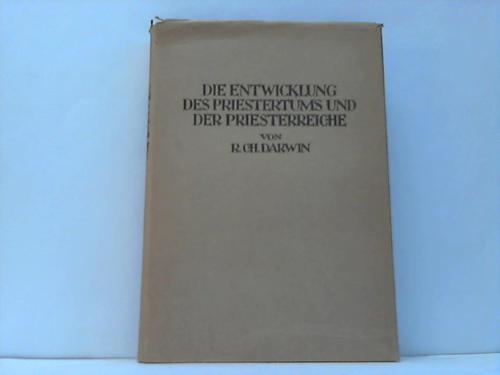 DIE ENTWICKLUNG
DES PRIESTERTUMS UND
DER PRIESTERREICHE
VON
R. CH. DARWIN